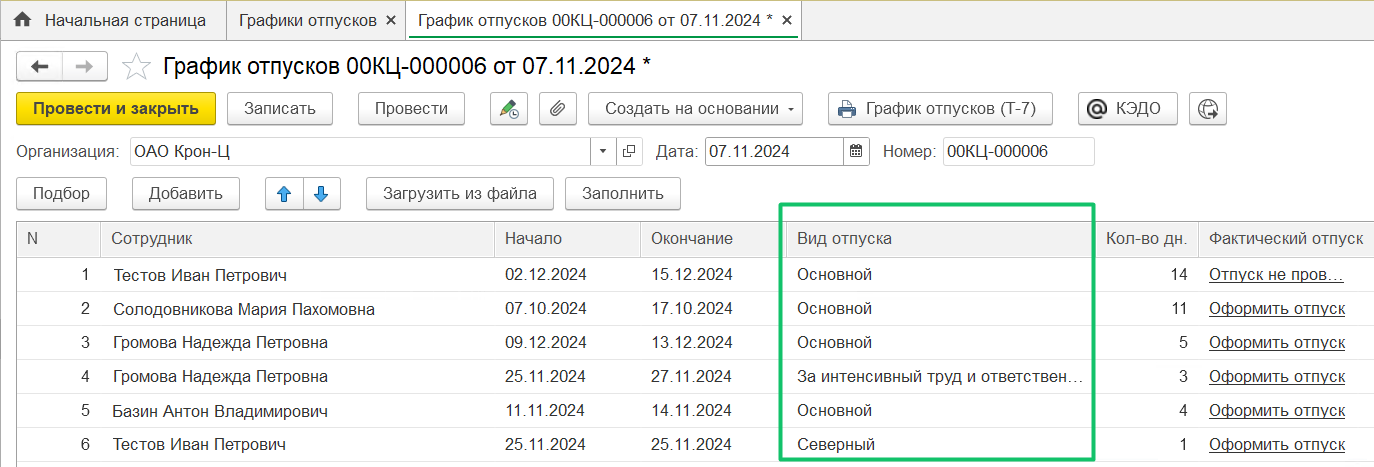 Начальная страница Графики отпусков × График отпусков 00КЦ-000006 от 07.11.2024 * ×
График отпусков 00КЦ-000006 от 07.11.2024 *
Провести и закрыть Записать Провести Создать на основании График отпусков (Т-7) @ КЭДО
Организация: ОАО Крон-Ц Дата: 07.11.2024 Номер: 00КЦ-000006
Подбор Добавить Загрузить из файла Заполнить
N Сотрудник Начало Окончание Вид отпуска Кол-во дн. Фактический отпуск
1 Тестов Иван Петрович 02.12.2024 15.12.2024 Основной 14 Отпуск не пров…
2 Солодовникова Мария Пахомовна 07.10.2024 17.10.2024 Основной 11 Оформить отпуск
3 Громова Надежда Петровна 09.12.2024 13.12.2024 Основной 5 Оформить отпуск
4 Громова Надежда Петровна 25.11.2024 27.11.2024 За интенсивный труд и ответствен… 3 Оформить отпуск
5 Базин Антон Владимирович 11.11.2024 14.11.2024 Основной 4 Оформить отпуск
6 Тестов Иван Петрович 25.11.2024 25.11.2024 Северный 1 Оформить отпуск